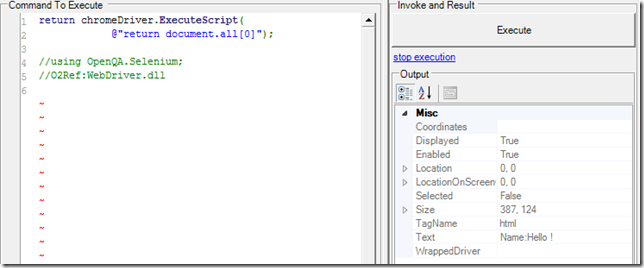 Command To Execute
1 return chromeDriver.ExecuteScript(
2 @"return document.all[0]");
3
4 //using OpenQA.Selenium;
5 //O2Ref:WebDriver.dll
6
~
~
~
~
~
~
~
~
~
~
~
~
Invoke and Result
Execute
stop execution
Output
Misc
Coordinates
Displayed True
Enabled True
Location 0, 0
LocationOnScreen 0, 0
Selected False
Size 387, 124
TagName html
Text Name:Hello !
WrappedDriver